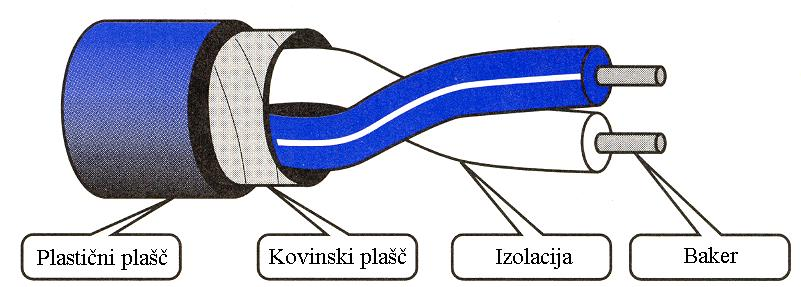 Plastični plašč
Kovinski plašč
Izolacija
Baker